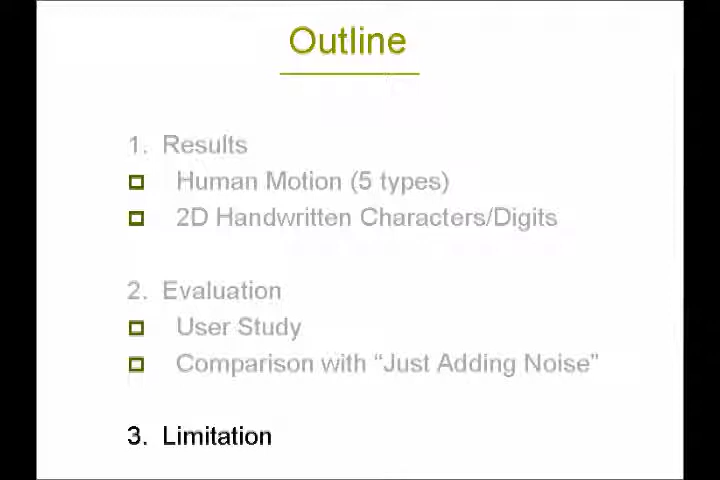 Outline
1. Results
Human Motion (5 types)
2D Handwritten Characters/Digits
2. Evaluation
User Study
Comparison with “Just Adding Noise”
3. Limitation